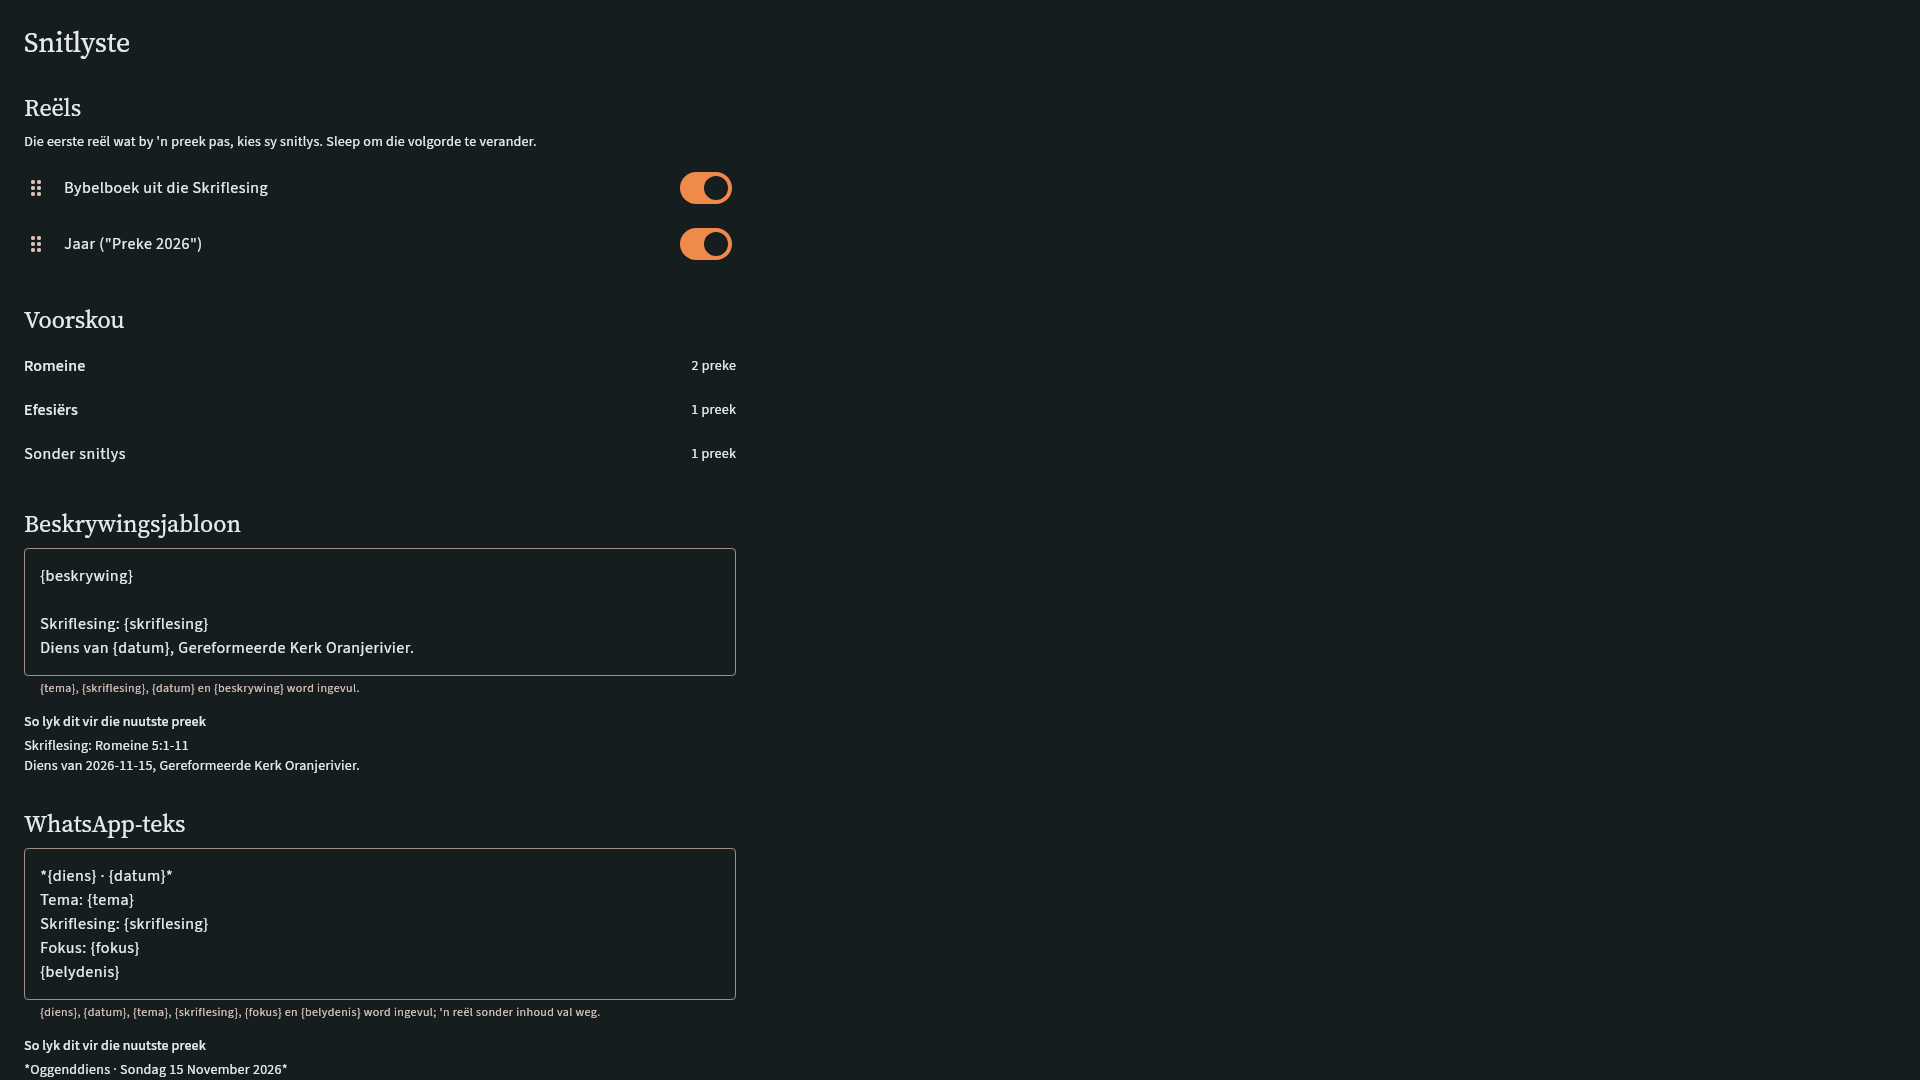 Snitlyste
Reëls
Die eerste reël wat by 'n preek pas, kies sy snitlys. Sleep om die volgorde te verander.
Bybelboek uit die Skriflesing
Jaar ("Preke 2026")
Voorskou
Romeine 2 preke
Efesiërs 1 preek
Sonder snitlys 1 preek
Beskrywingsjabloon
{beskrywing}
Skriflesing: {skriflesing}
Diens van {datum}, Gereformeerde Kerk Oranjerivier.
{tema}, {skriflesing}, {datum} en {beskrywing} word ingevul.
So lyk dit vir die nuutste preek
Skriflesing: Romeine 5:1-11
Diens van 2026-11-15, Gereformeerde Kerk Oranjerivier.
WhatsApp-teks
*{diens} · {datum}*
Tema: {tema}
Skriflesing: {skriflesing}
Fokus: {fokus}
{belydenis}
{diens}, {datum}, {tema}, {skriflesing}, {fokus} en {belydenis} word ingevul; 'n reël sonder inhoud val weg.
So lyk dit vir die nuutste preek
*Oggenddiens · Sondag 15 November 2026*